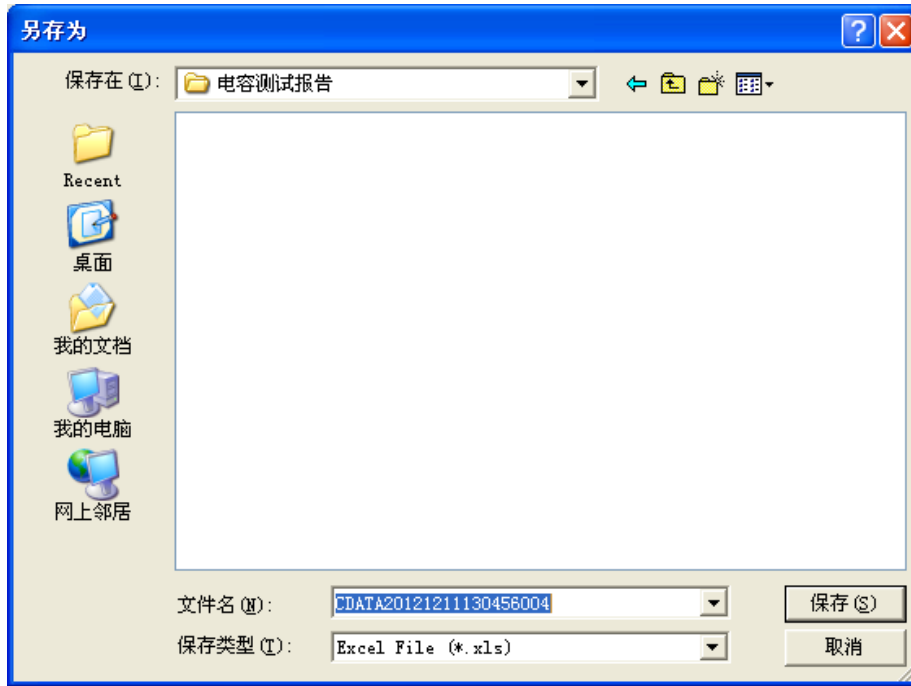 另存为
保存在(I):
电容测试报告
Recent
桌面
我的文档
我的电脑
网上邻居
文件名(N):
CDATA20121211130456004
保存(S)
保存类型(T):
Excel File (*.xls)
取消